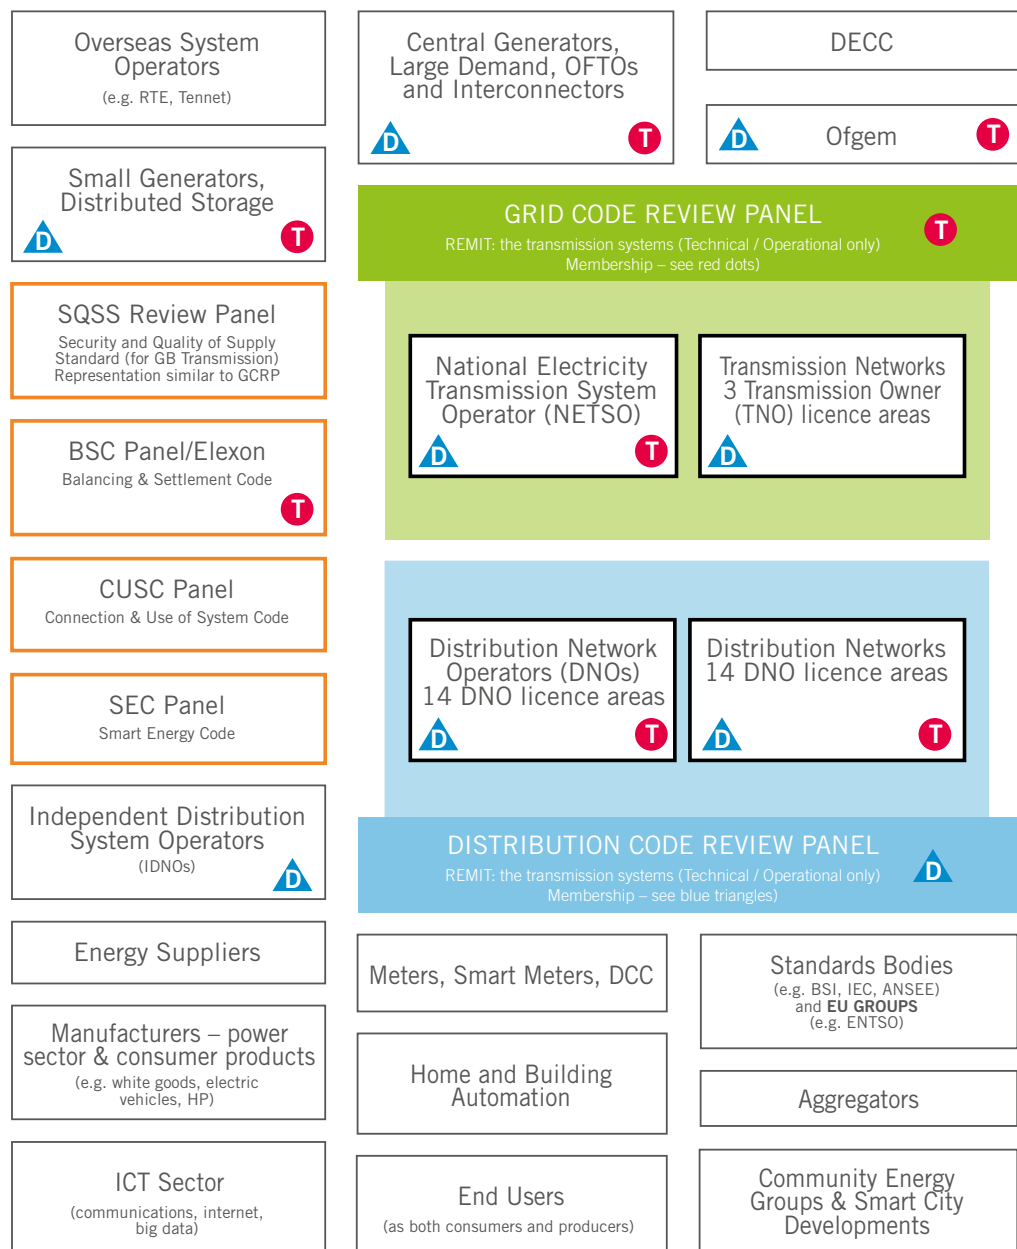 Overseas System
Operators
(e.g. RTE, Tennet)
Central Generators,
Large Demand, OFTOs
and Interconnectors
D
T
DECC
D
Ofgem
T
Small Generators,
Distributed Storage
D
T
GRID CODE REVIEW PANEL
REMIT: the transmission systems (Technical / Operational only)
Membership – see red dots)
T
SQSS Review Panel
Security and Quality of Supply
Standard (for GB Transmission)
Representation similar to GCRP
National Electricity
Transmission System
Operator (NETSO)
D
T
Transmission Networks
3 Transmission Owner
(TNO) licence areas
D
BSC Panel/Elexon
Balancing & Settlement Code
T
CUSC Panel
Connection & Use of System Code
Distribution Network
Operators (DNOs)
14 DNO licence areas
D
T
Distribution Networks
14 DNO licence areas
D
T
SEC Panel
Smart Energy Code
Independent Distribution
System Operators
(IDNOs)
D
DISTRIBUTION CODE REVIEW PANEL
REMIT: the transmission systems (Technical / Operational only)
Membership – see blue triangles)
D
Energy Suppliers
Meters, Smart Meters, DCC
Standards Bodies
(e.g. BSI, IEC, ANSEE)
and EU GROUPS
(e.g. ENTSO)
Manufacturers – power
sector & consumer products
(e.g. white goods, electric
vehicles, HP)
Home and Building
Automation
Aggregators
ICT Sector
(communications, internet,
big data)
End Users
(as both consumers and producers)
Community Energy
Groups & Smart City
Developments